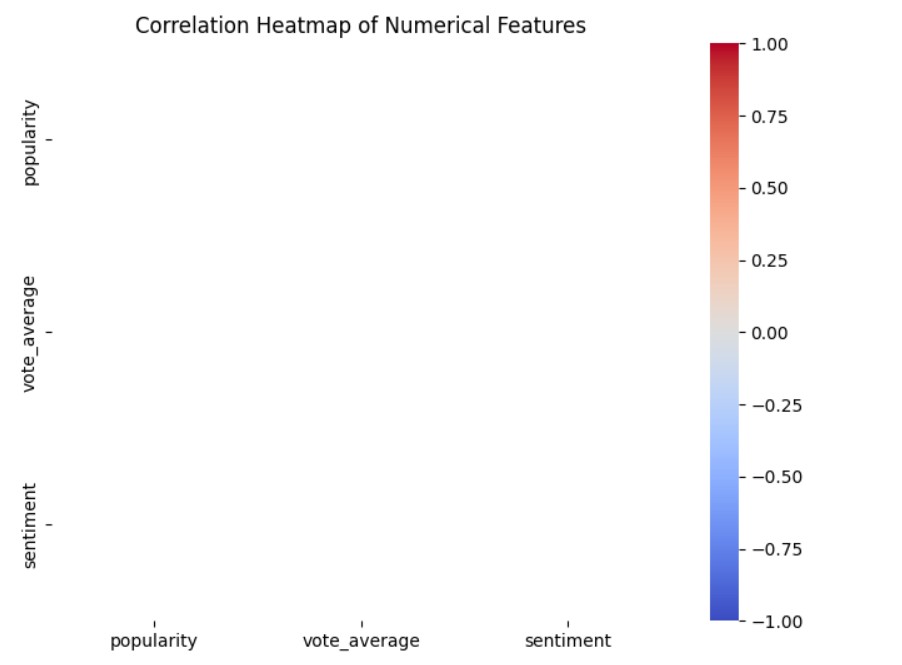 Correlation Heatmap of Numerical Features
popularity
vote_average
sentiment
popularity
vote_average
sentiment
1.00
0.75
0.50
0.25
0.00
−0.25
−0.50
−0.75
−1.00